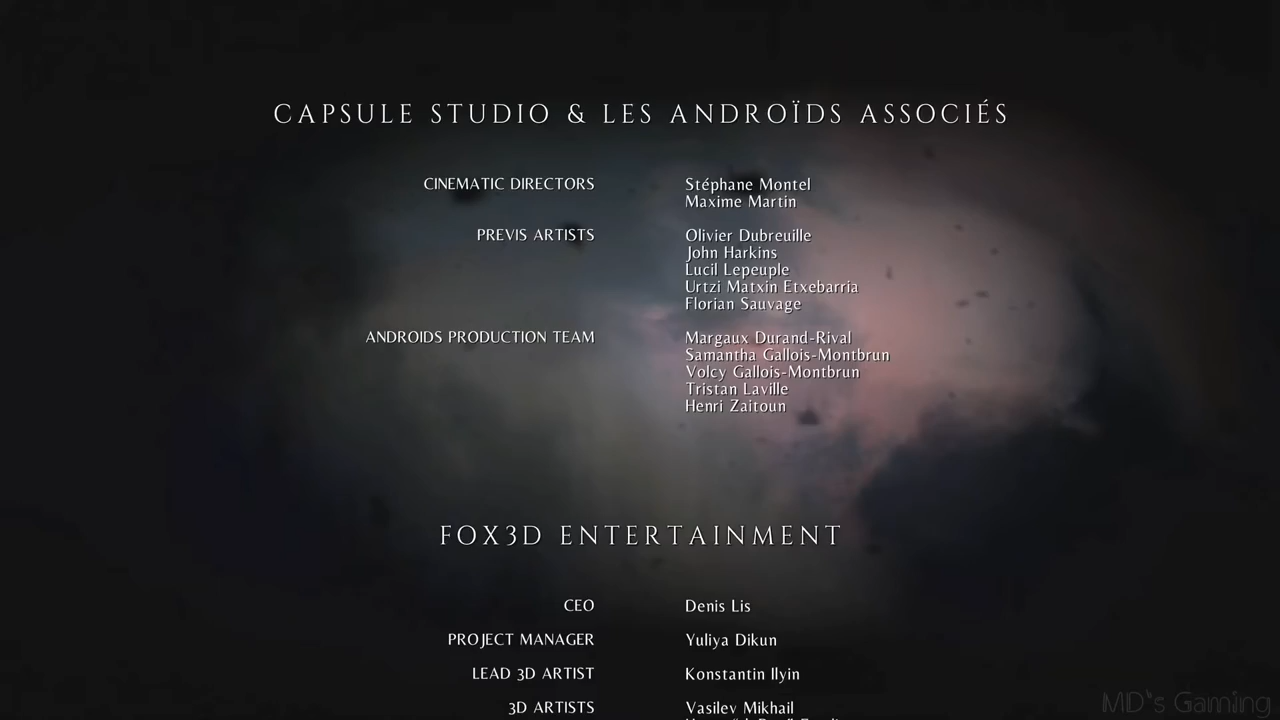 CAPSULE STUDIO & LES ANDROÏDS ASSOCIÉS
CINEMATIC DIRECTORS Stéphane Montel
Maxime Martin
PREVIS ARTISTS Olivier Dubreuille
John Harkins
Lucil Lepeuple
Urtzi Matxin Etxebarria
Florian Sauvage
ANDROIDS PRODUCTION TEAM Margaux Durand-Rival
Samantha Gallois-Montbrun
Volcy Gallois-Montbrun
Tristan Laville
Henri Zaitoun
FOX3D ENTERTAINMENT
CEO Denis Lis
PROJECT MANAGER Yuliya Dikun
LEAD 3D ARTIST Konstantin Ilyin
3D ARTISTS Vasilev Mikhail
MD's Gaming